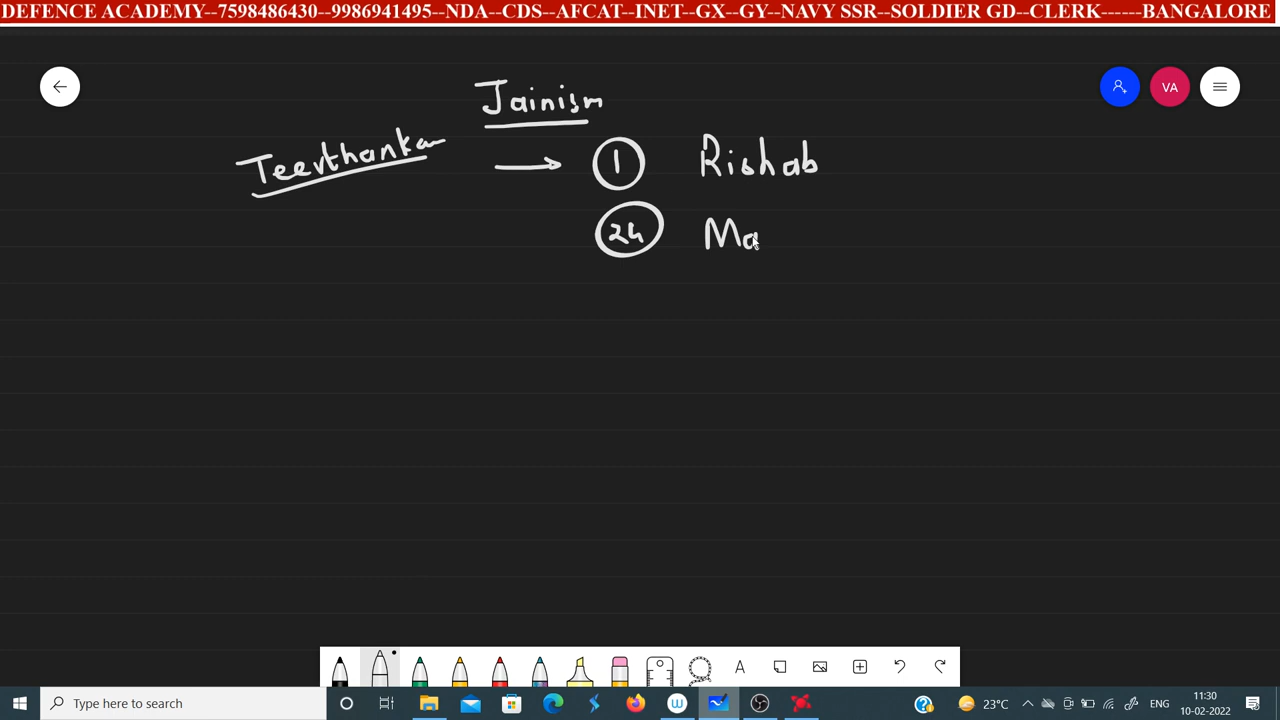 DEFENCE ACADEMY--7598486430--9986941495--NDA--CDS--AFCAT--INET--GX--GY--NAVY SSR--SOLDIER GD--CLERK------BANGALORE
VA
Jainism
Teerthankar
1 Rishab
24 Ma
A
Type here to search
23°C
ENG
11:30
10-02-2022